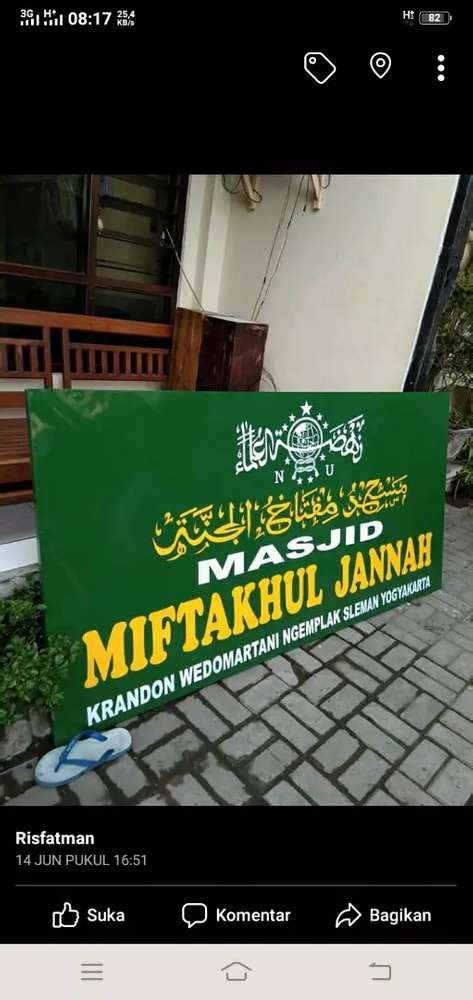 3G H+ 08:17 25,4 KB/s H↑ 82
نهضة العلماء
N U
مسجد مفتاح الجنة
MASJID
MIFTAKHUL JANNAH
KRANDON WEDOMARTANI NGEMPLAK SLEMAN YOGYAKARTA
Risfatman
14 JUN PUKUL 16:51
Suka Komentar Bagikan